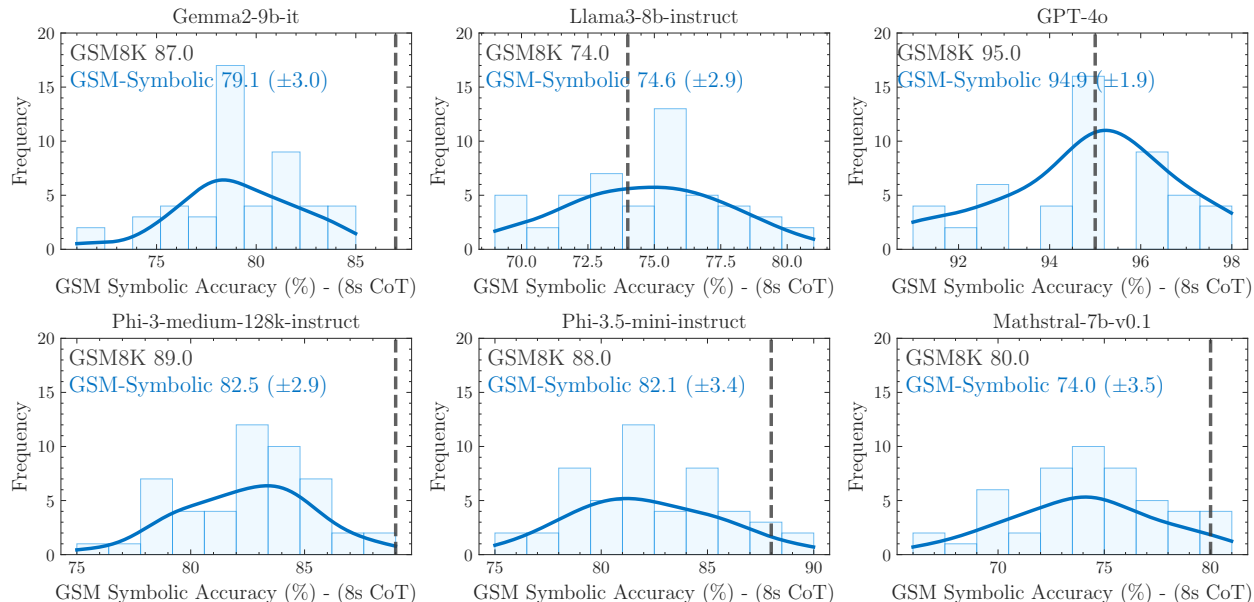 Gemma2-9b-it
GSM8K 87.0
GSM-Symbolic 79.1 (±3.0)
Frequency
0
5
10
15
20
75
80
85
GSM Symbolic Accuracy (%) - (8s CoT)
Llama3-8b-instruct
GSM8K 74.0
GSM-Symbolic 74.6 (±2.9)
Frequency
0
5
10
15
20
70.0
72.5
75.0
77.5
80.0
GSM Symbolic Accuracy (%) - (8s CoT)
GPT-4o
GSM8K 95.0
GSM-Symbolic 94.9 (±1.9)
Frequency
0
5
10
15
20
92
94
96
98
GSM Symbolic Accuracy (%) - (8s CoT)
Phi-3-medium-128k-instruct
GSM8K 89.0
GSM-Symbolic 82.5 (±2.9)
Frequency
0
5
10
15
20
75
80
85
GSM Symbolic Accuracy (%) - (8s CoT)
Phi-3.5-mini-instruct
GSM8K 88.0
GSM-Symbolic 82.1 (±3.4)
Frequency
0
5
10
15
20
75
80
85
90
GSM Symbolic Accuracy (%) - (8s CoT)
Mathstral-7b-v0.1
GSM8K 80.0
GSM-Symbolic 74.0 (±3.5)
Frequency
0
5
10
15
20
70
75
80
GSM Symbolic Accuracy (%) - (8s CoT)